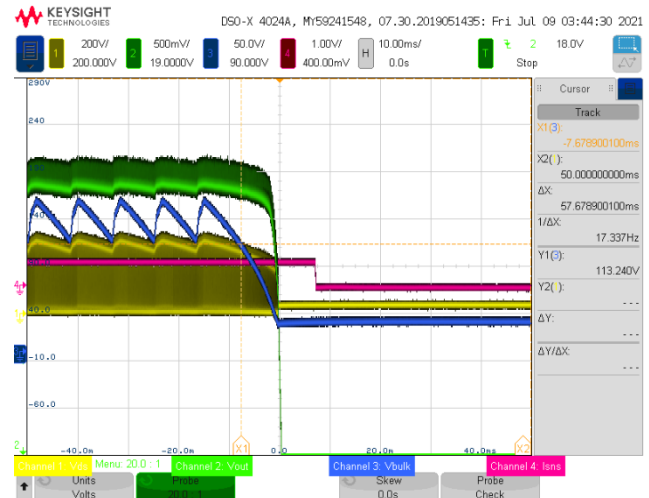 KEYSIGHT
TECHNOLOGIES
DSO-X 4024A, MY59241548, 07.30.2019051435: Fri Jul 09 03:44:30 2021
1 200V/ 200.000V
2 500mV/ 19.0000V
3 50.0V/ 90.000V
4 1.00V/ 400.00mV
H 10.00ms/ 0.0s
T 2 18.0V
Stop
290V
240
40.0
-10.0
-60.0
-40.0m -20.0m 0.0 20.0m 40.0m
X1 X2
Cursor
Track
X1(3):
-7.678900100ms
X2(1):
50.000000000ms
ΔX:
57.678900100ms
1/ΔX:
17.337Hz
Y1(3):
113.240V
Y2(1):
---
ΔY:
---
ΔY/ΔX:
---
Menu: 20.0 : 1
Channel 2: Vout
Channel 3: Vbulk
Channel 4: Isns
Units
Volts
Probe
20.0 : 1
Skew
0.0s
Probe
Check